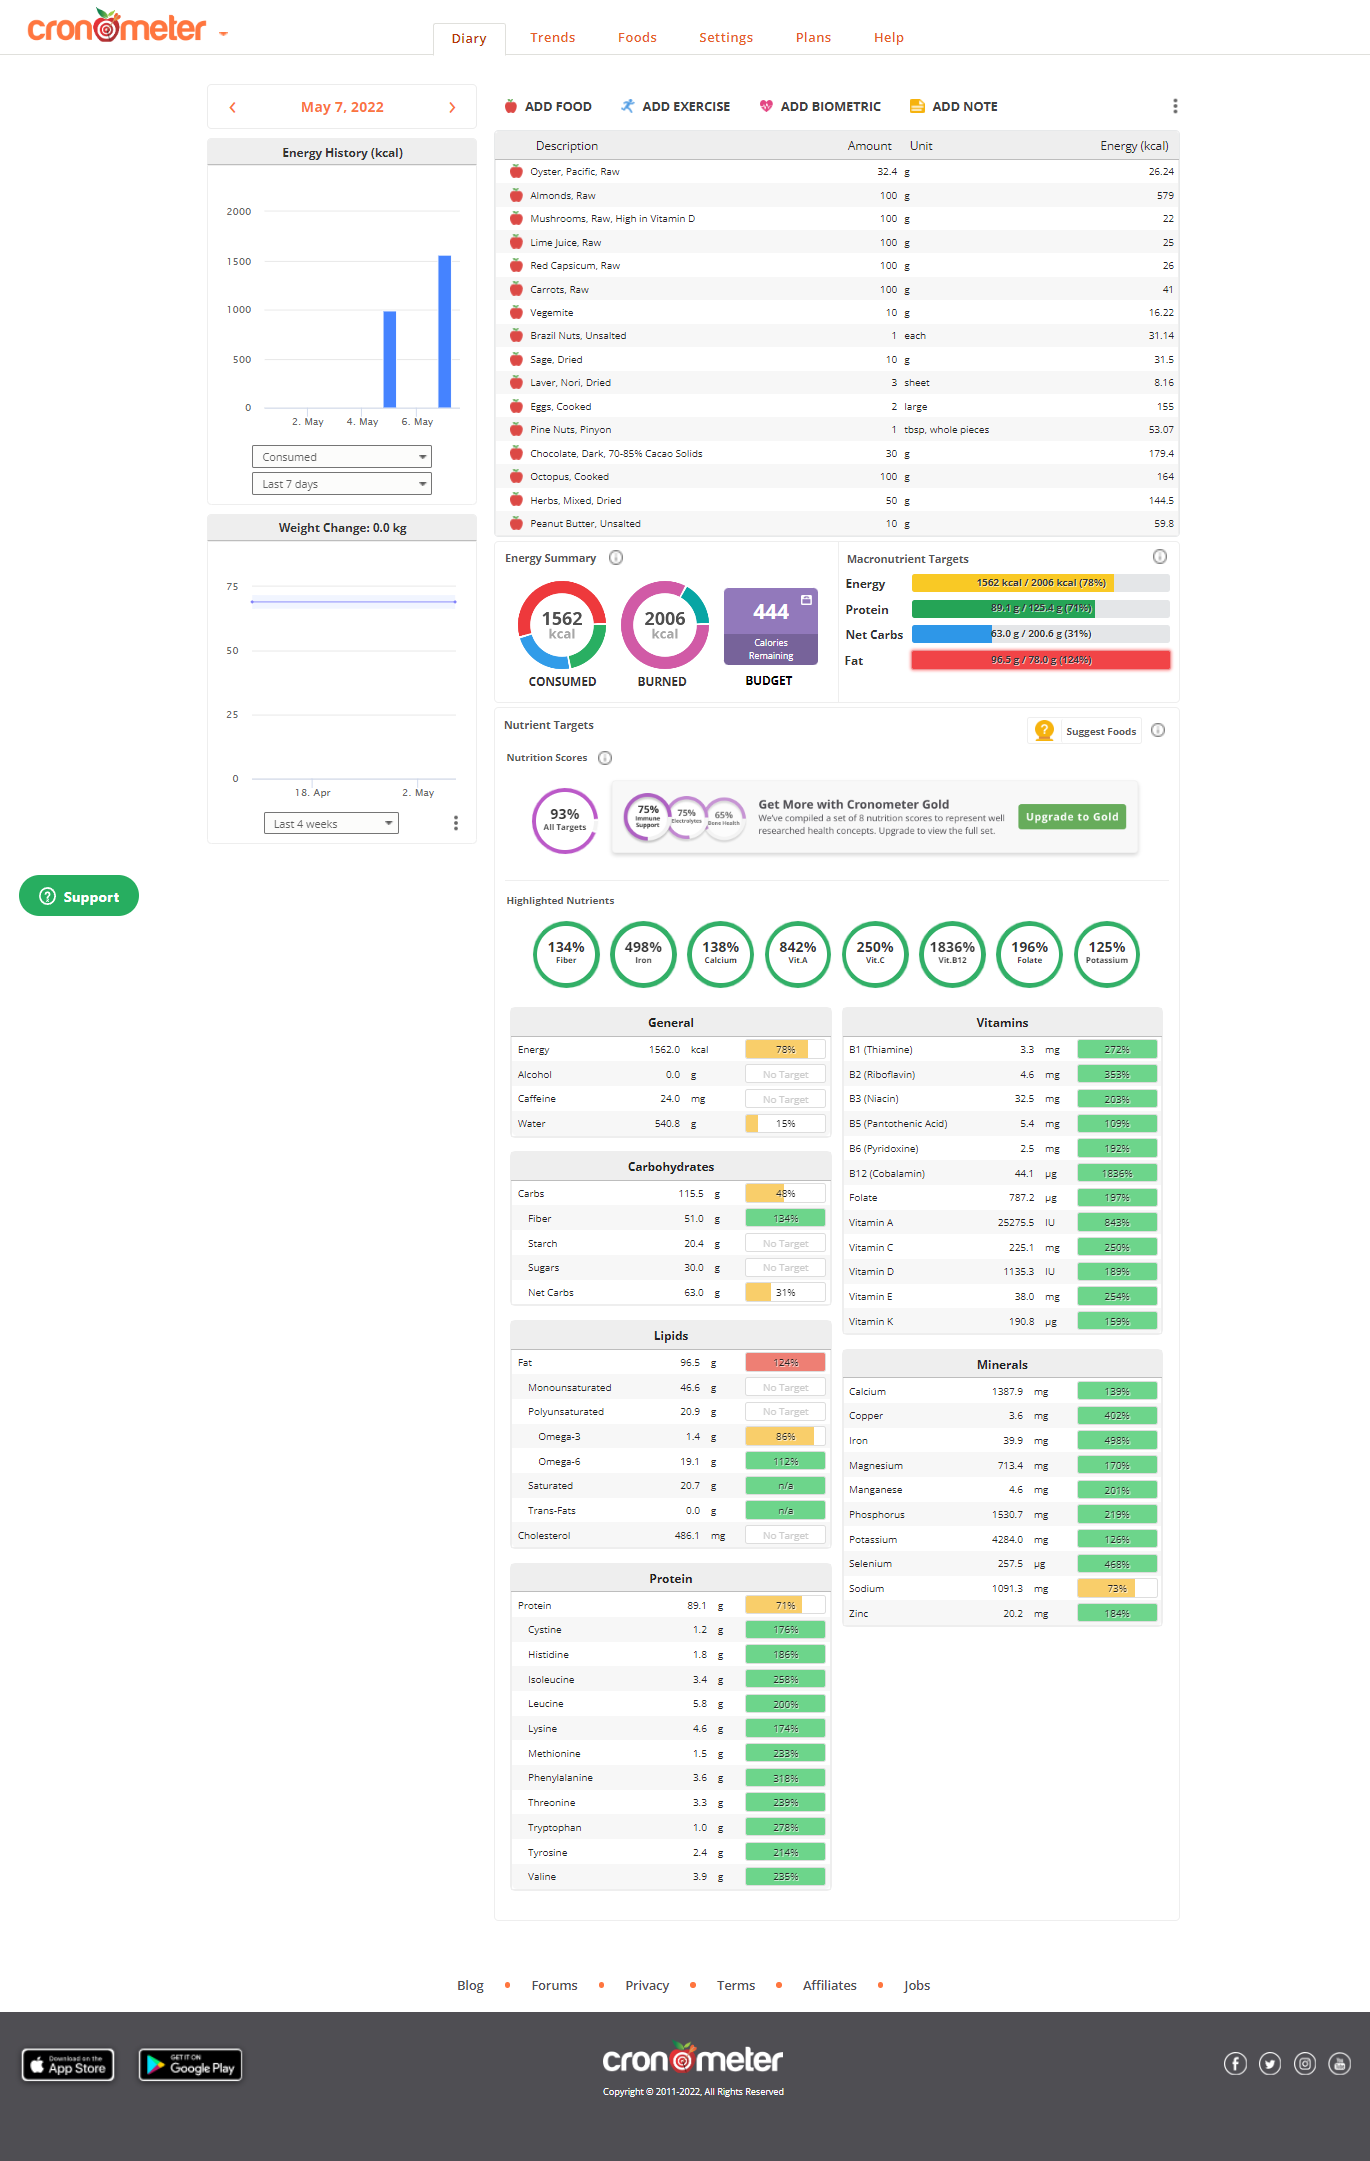 cronometer
Diary
Trends
Foods
Settings
Plans
Help
May 7, 2022
Energy History (kcal)
2000
1500
1000
500
0
2. May
4. May
6. May
Consumed
Last 7 days
Weight Change: 0.0 kg
75
50
25
0
18. Apr
2. May
Last 4 weeks
Support
ADD FOOD
ADD EXERCISE
ADD BIOMETRIC
ADD NOTE
Description Amount Unit Energy (kcal)
Oyster, Pacific, Raw 32.4 g 26.24
Almonds, Raw 100 g 579
Mushrooms, Raw, High in Vitamin D 100 g 22
Lime Juice, Raw 100 g 25
Red Capsicum, Raw 100 g 26
Carrots, Raw 100 g 41
Vegemite 10 g 16.22
Brazil Nuts, Unsalted 1 each 31.14
Sage, Dried 10 g 31.5
Laver, Nori, Dried 3 sheet 8.16
Eggs, Cooked 2 large 155
Pine Nuts, Pinyon 1 tbsp, whole pieces 53.07
Chocolate, Dark, 70-85% Cacao Solids 30 g 179.4
Octopus, Cooked 100 g 164
Herbs, Mixed, Dried 50 g 144.5
Peanut Butter, Unsalted 10 g 59.8
Energy Summary
1562
kcal
CONSUMED
2006
kcal
BURNED
444
Calories
Remaining
BUDGET
Macronutrient Targets
Energy 1562 kcal / 2006 kcal (78%)
Protein 89.1 g / 125.4 g (71%)
Net Carbs 63.0 g / 200.6 g (31%)
Fat 96.5 g / 78.0 g (124%)
Nutrient Targets
Suggest Foods
Nutrition Scores
93%
All Targets
75%
Immune
Support
75%
Electrolytes
65%
Bone Health
Get More with Cronometer Gold
We've compiled a set of 8 nutrition scores to represent well
researched health concepts. Upgrade to view the full set.
Upgrade to Gold
Highlighted Nutrients
134%
Fiber
498%
Iron
138%
Calcium
842%
Vit.A
250%
Vit.C
1836%
Vit.B12
196%
Folate
125%
Potassium
General
Energy 1562.0 kcal 78%
Alcohol 0.0 g No Target
Caffeine 24.0 mg No Target
Water 540.8 g 15%
Carbohydrates
Carbs 115.5 g 48%
Fiber 51.0 g 134%
Starch 20.4 g No Target
Sugars 30.0 g No Target
Net Carbs 63.0 g 31%
Lipids
Fat 96.5 g 124%
Monounsaturated 46.6 g No Target
Polyunsaturated 20.9 g No Target
Omega-3 1.4 g 86%
Omega-6 19.1 g 112%
Saturated 20.7 g n/a
Trans-Fats 0.0 g n/a
Cholesterol 486.1 mg No Target
Protein
Protein 89.1 g 71%
Cystine 1.2 g 176%
Histidine 1.8 g 186%
Isoleucine 3.4 g 258%
Leucine 5.8 g 200%
Lysine 4.6 g 174%
Methionine 1.5 g 233%
Phenylalanine 3.6 g 318%
Threonine 3.3 g 239%
Tryptophan 1.0 g 278%
Tyrosine 2.4 g 214%
Valine 3.9 g 235%
Vitamins
B1 (Thiamine) 3.3 mg 272%
B2 (Riboflavin) 4.6 mg 353%
B3 (Niacin) 32.5 mg 203%
B5 (Pantothenic Acid) 5.4 mg 109%
B6 (Pyridoxine) 2.5 mg 192%
B12 (Cobalamin) 44.1 µg 1836%
Folate 787.2 µg 197%
Vitamin A 25275.5 IU 843%
Vitamin C 225.1 mg 250%
Vitamin D 1135.3 IU 189%
Vitamin E 38.0 mg 254%
Vitamin K 190.8 µg 159%
Minerals
Calcium 1387.9 mg 139%
Copper 3.6 mg 402%
Iron 39.9 mg 498%
Magnesium 713.4 mg 170%
Manganese 4.6 mg 201%
Phosphorus 1530.7 mg 219%
Potassium 4284.0 mg 126%
Selenium 257.5 µg 468%
Sodium 1091.3 mg 73%
Zinc 20.2 mg 184%
Blog • Forums • Privacy • Terms • Affiliates • Jobs
Download on the
App Store
GET IT ON
Google Play
cronometer
Copyright © 2011-2022, All Rights Reserved